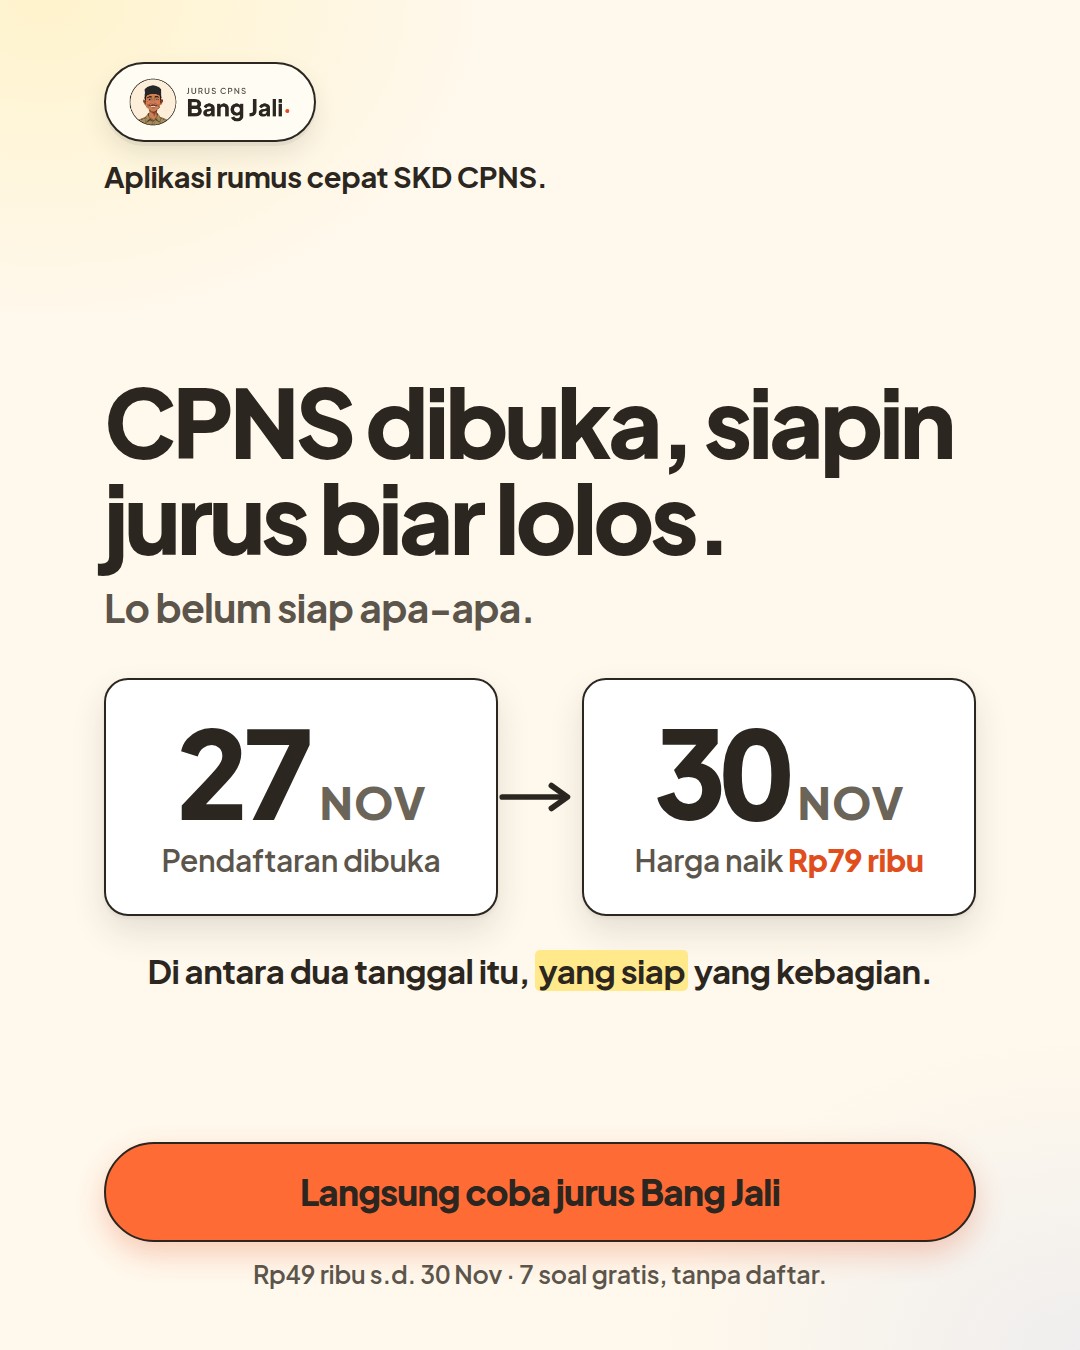 JURUS CPNS
Bang Jali.
Aplikasi rumus cepat SKD CPNS.
CPNS dibuka, siapin
jurus biar lolos.
Lo belum siap apa-apa.
27 NOV
Pendaftaran dibuka
30 NOV
Harga naik Rp79 ribu
Di antara dua tanggal itu, yang siap yang kebagian.
Langsung coba jurus Bang Jali
Rp49 ribu s.d. 30 Nov · 7 soal gratis, tanpa daftar.